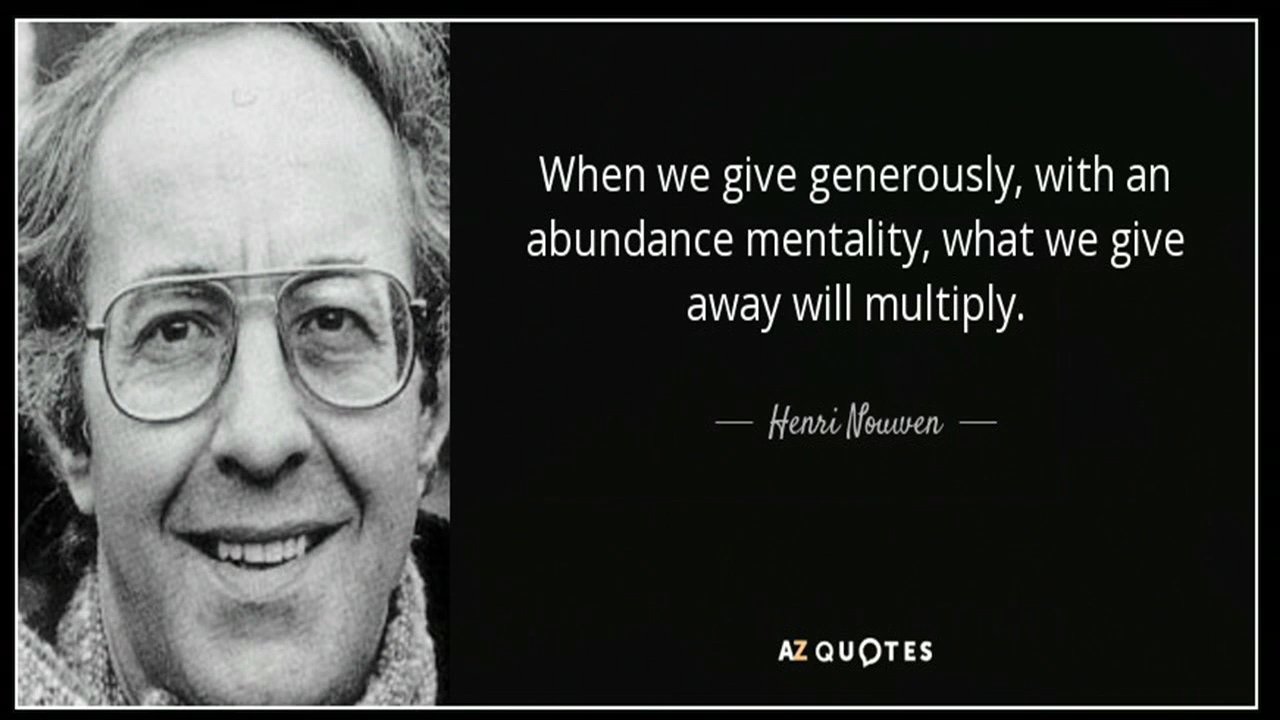 When we give generously, with an
abundance mentality, what we give
away will multiply.
— Henri Nouwen —
AZ QUOTES